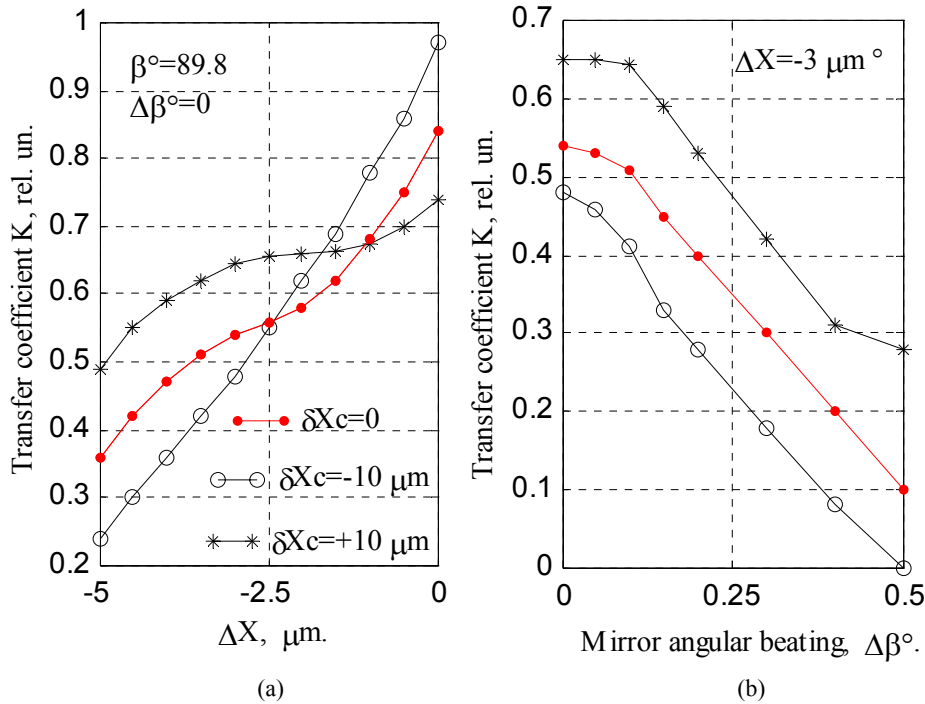 1
0.9
0.8
0.7
0.6
0.5
0.4
0.3
0.2
Transfer coefficient K, rel. un.
β°=89.8
Δβ°=0
δXc=0
δXc=-10 μm
δXc=+10 μm
-5
-2.5
0
ΔX, μm.
(a)
0.7
0.6
0.5
0.4
0.3
0.2
0.1
0
Transfer coefficient K, rel. un.
ΔX=-3 μm °
0
0.25
0.5
Mirror angular beating, Δβ°.
(b)